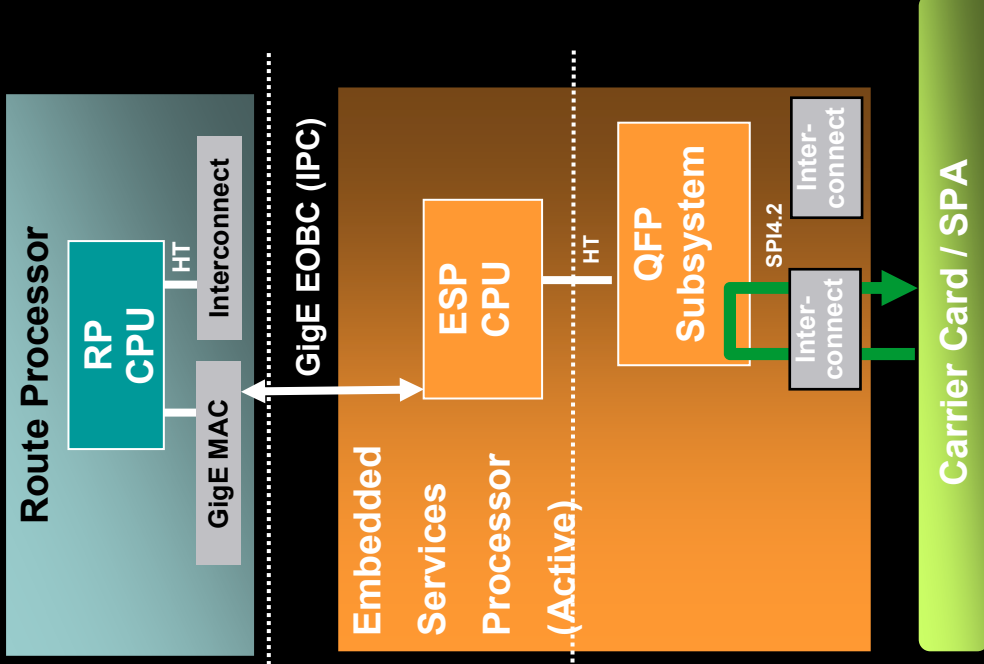 Route Processor
RP
CPU
HT
GigE MAC
Interconnect
GigE EOBC (IPC)
Embedded
Services
Processor
(Active)
ESP
CPU
HT
QFP
Subsystem
SPI4.2
Inter-
connect
Inter-
connect
Carrier Card / SPA